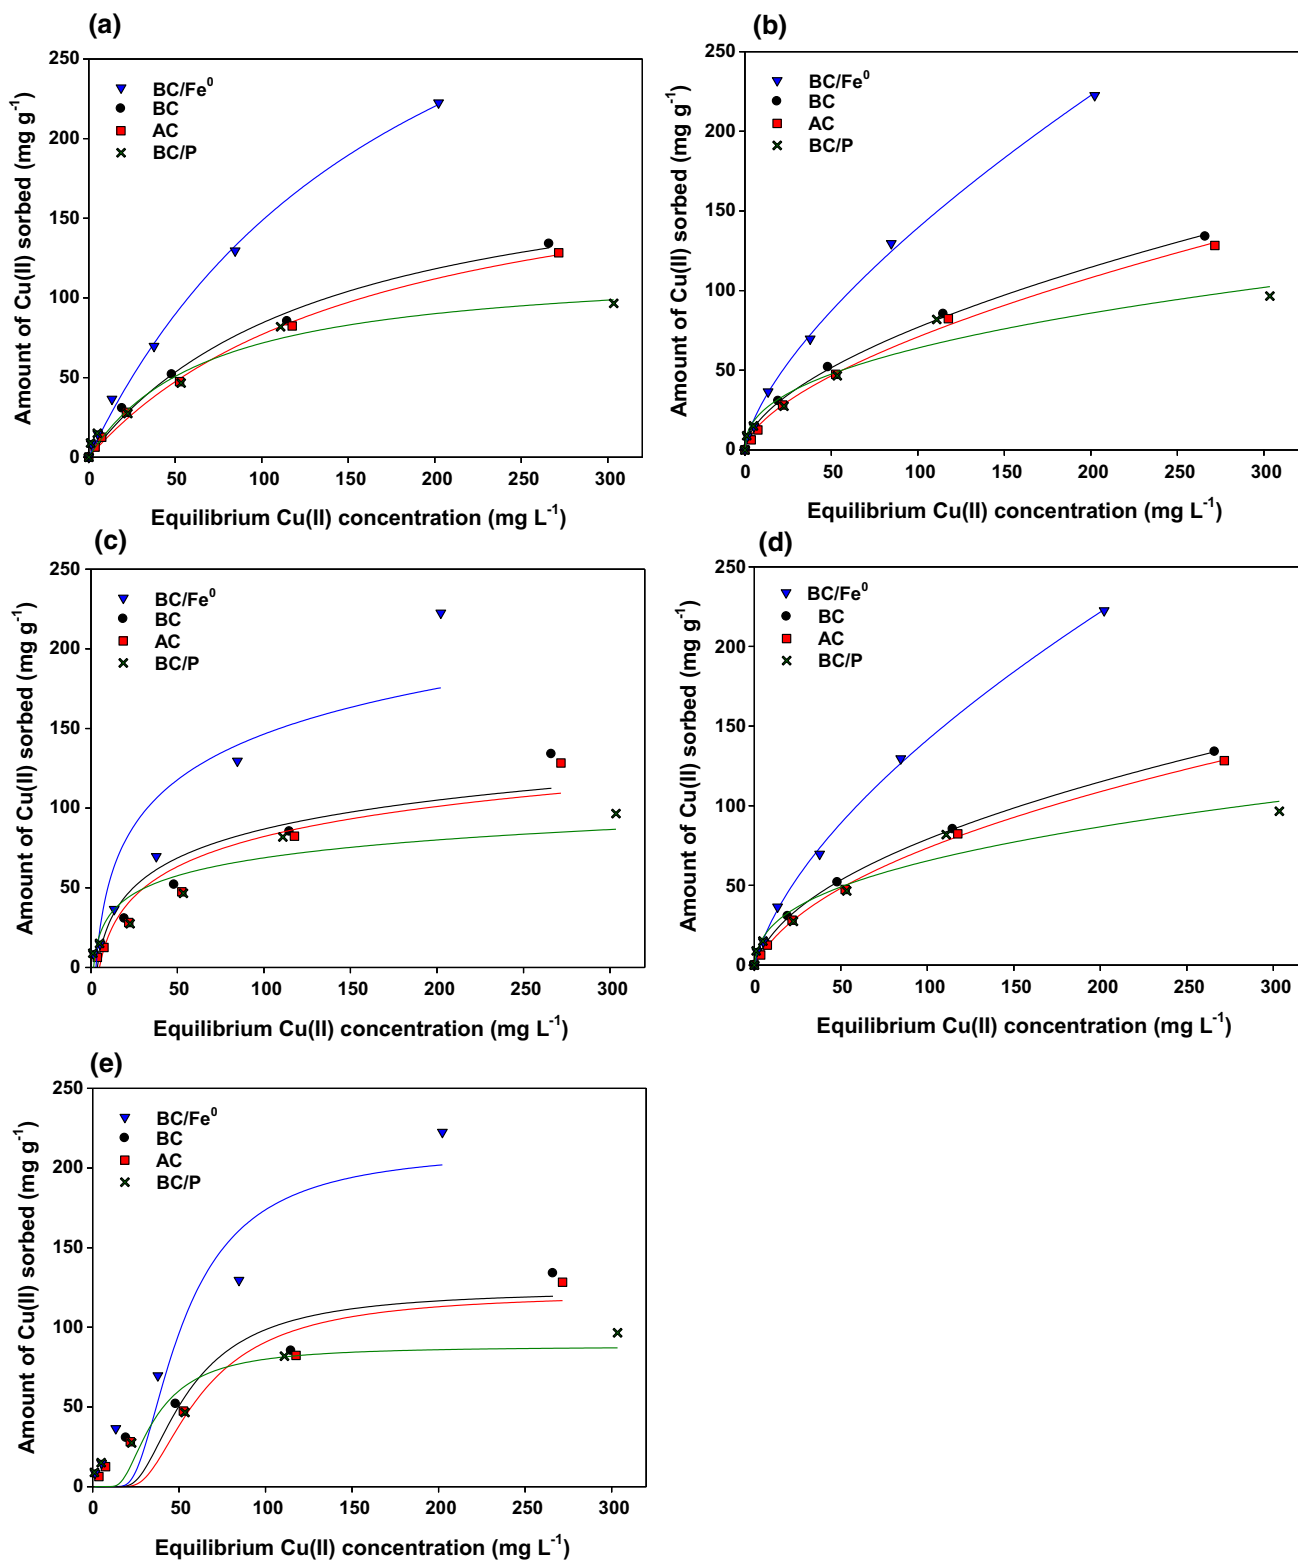 (a)
Amount of Cu(II) sorbed (mg g⁻¹)
250
200
150
100
50
0
BC/Fe⁰
BC
AC
BC/P
0 50 100 150 200 250 300
Equilibrium Cu(II) concentration (mg L⁻¹)
(b)
Amount of Cu(II) sorbed (mg g⁻¹)
250
200
150
100
50
0
BC/Fe⁰
BC
AC
BC/P
0 50 100 150 200 250 300
Equilibrium Cu(II) concentration (mg L⁻¹)
(c)
Amount of Cu(II) sorbed (mg g⁻¹)
250
200
150
100
50
0
BC/Fe⁰
BC
AC
BC/P
0 50 100 150 200 250 300
Equilibrium Cu(II) concentration (mg L⁻¹)
(d)
Amount of Cu(II) sorbed (mg g⁻¹)
250
200
150
100
50
0
BC/Fe⁰
BC
AC
BC/P
0 50 100 150 200 250 300
Equilibrium Cu(II) concentration (mg L⁻¹)
(e)
Amount of Cu(II) sorbed (mg g⁻¹)
250
200
150
100
50
0
BC/Fe⁰
BC
AC
BC/P
0 50 100 150 200 250 300
Equilibrium Cu(II) concentration (mg L⁻¹)